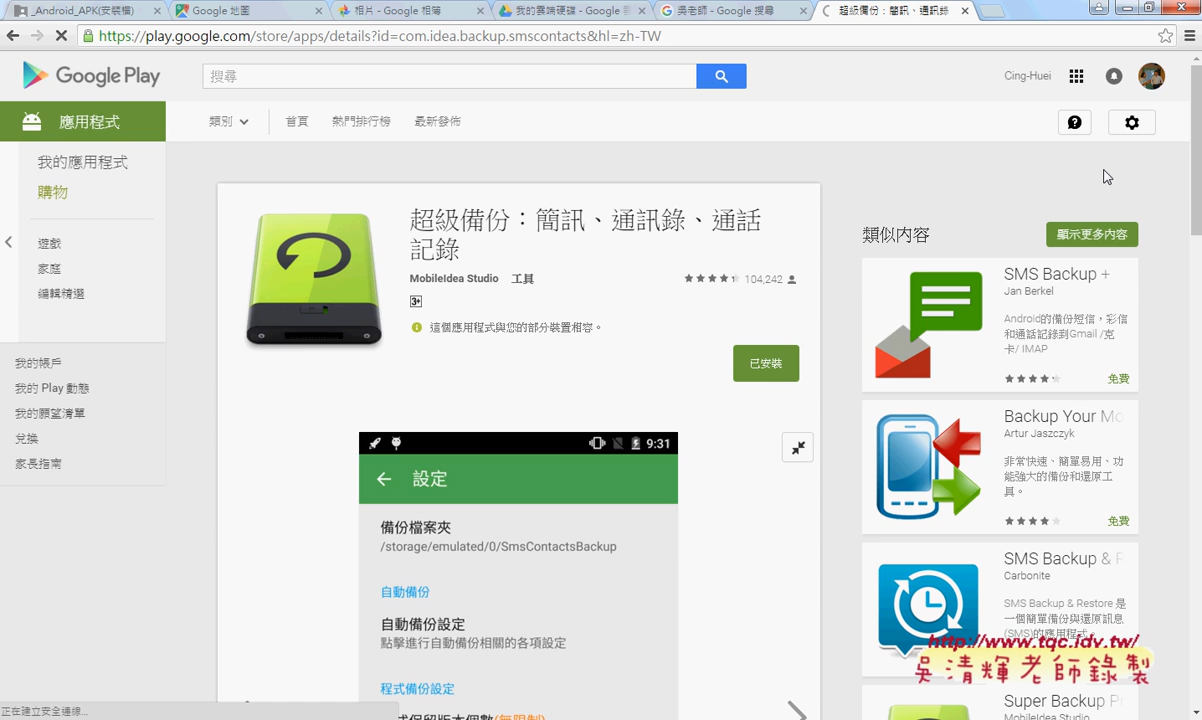 _Android_APK(安裝檔)
Google 地圖
相片 - Google 相簿
我的雲端硬碟 - Google 雲
吳老師 - Google 搜尋
超級備份：簡訊、通訊錄
https://play.google.com/store/apps/details?id=com.idea.backup.smscontacts&hl=zh-TW
Google Play
搜尋
Cing-Huei
應用程式
類別
首頁
熱門排行榜
最新發佈
我的應用程式
購物
遊戲
家庭
編輯精選
我的帳戶
我的 Play 動態
我的願望清單
兌換
家長指南
超級備份：簡訊、通訊錄、通話
記錄
MobileIdea Studio
工具
104,242
3+
這個應用程式與您的部分裝置相容。
已安裝
9:31
設定
備份檔案夾
/storage/emulated/0/SmsContactsBackup
自動備份
自動備份設定
點擊進行自動備份相關的各項設定
程式備份設定
式保留版本個數(無限制)
類似內容
顯示更多內容
SMS Backup +
Jan Berkel
Android的備份短信，彩信
和通話記錄到Gmail /克
卡/ IMAP
免費
Backup Your Mo
Artur Jaszczyk
非常快速、簡單易用、功
能強大的備份和還原工
具。
免費
SMS Backup & R
Carbonite
SMS Backup & Restore 是
一個簡單備份與還原訊息
(SMS)的應用程式。
http://www.tqc.idv.tw/
吳清輝老師錄製
Super Backup P
MobileIdea Studio
正在建立安全連線...